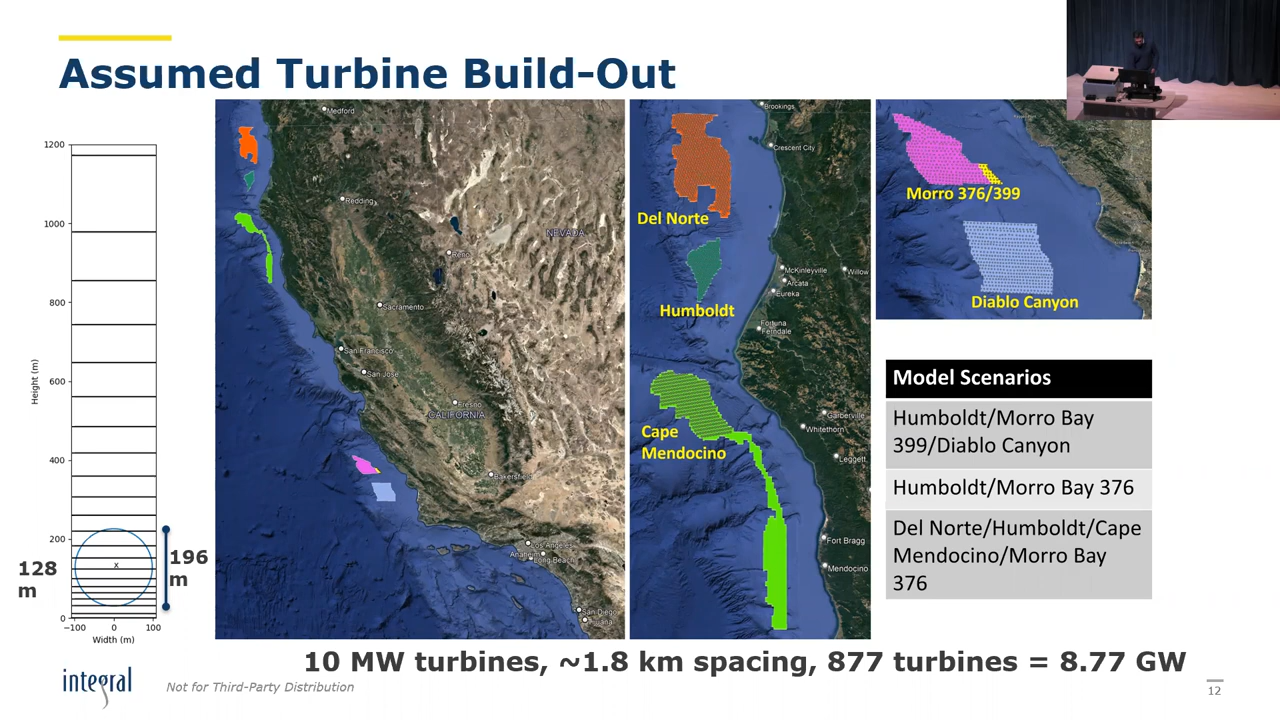 Assumed Turbine Build-Out
1200
1000
800
600
400
200
0
Height (m)
−100
0
100
Width (m)
x
128
m
196
m
Medford
Redding
NEVADA
Reno
Sacramento
San Francisco
San Jose
Fresno
CALIFORNIA
Bakersfield
Los Angeles
Anaheim
Long Beach
San Diego
Tijuana
Brookings
Crescent City
Del Norte
McKinleyville
Willow
Arcata
Eureka
Humboldt
Fortuna
Ferndale
Garberville
Cape
Mendocino
Whitethorn
Leggett
Fort Bragg
Mendocino
Morro 376/399
Diablo Canyon
Model Scenarios
Humboldt/Morro Bay
399/Diablo Canyon
Humboldt/Morro Bay 376
Del Norte/Humboldt/Cape
Mendocino/Morro Bay
376
10 MW turbines, ~1.8 km spacing, 877 turbines = 8.77 GW
integral
Not for Third-Party Distribution
12